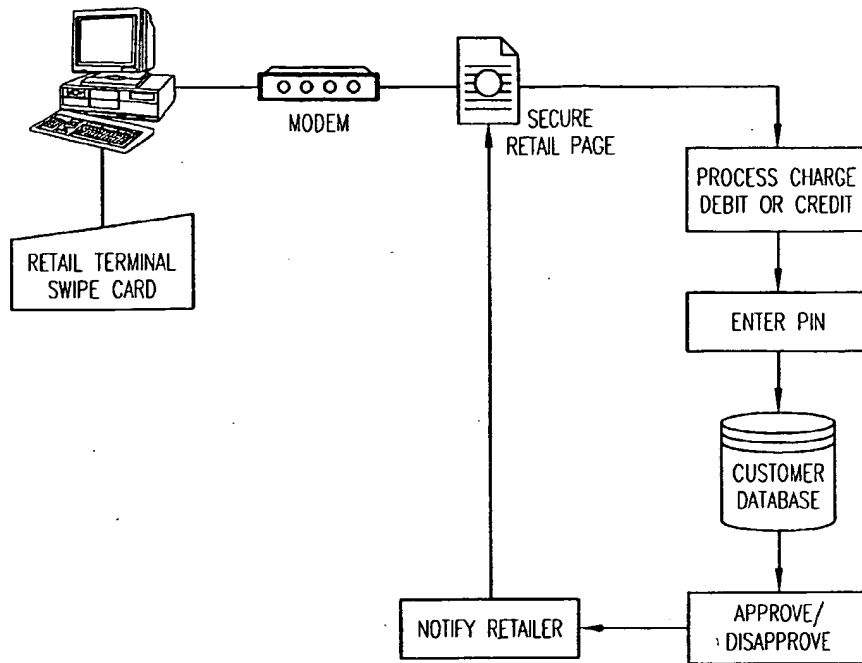 MODEM
SECURE
RETAIL PAGE
RETAIL TERMINAL
SWIPE CARD
PROCESS CHARGE
DEBIT OR CREDIT
ENTER PIN
CUSTOMER
DATABASE
APPROVE/
DISAPPROVE
NOTIFY RETAILER